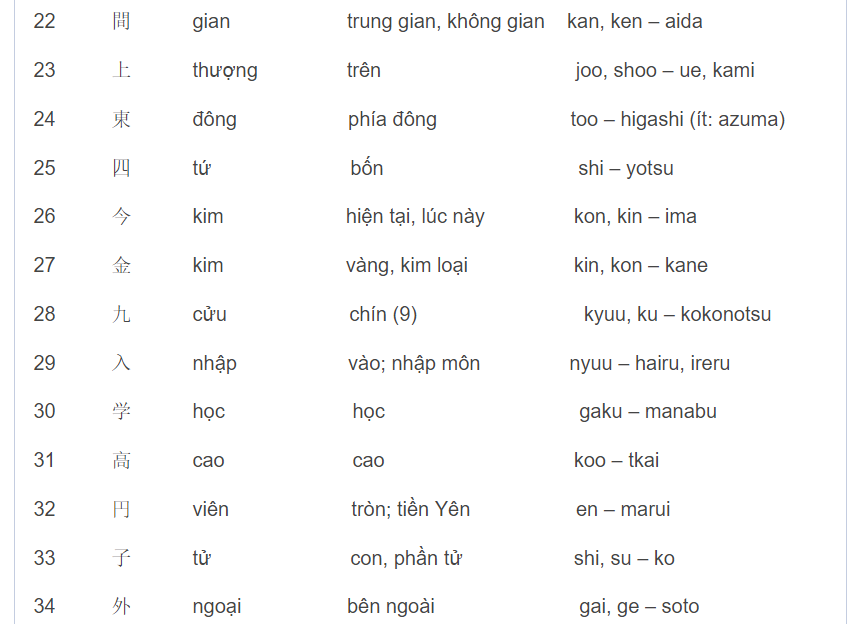 22 間 gian trung gian, không gian kan, ken – aida
23 上 thượng trên joo, shoo – ue, kami
24 東 đông phía đông too – higashi (ít: azuma)
25 四 tứ bốn shi – yotsu
26 今 kim hiện tại, lúc này kon, kin – ima
27 金 kim vàng, kim loại kin, kon – kane
28 九 cửu chín (9) kyuu, ku – kokonotsu
29 入 nhập vào; nhập môn nyuu – hairu, ireru
30 学 học học gaku – manabu
31 高 cao cao koo – tkai
32 円 viên tròn; tiền Yên en – marui
33 子 tử con, phần tử shi, su – ko
34 外 ngoại bên ngoài gai, ge – soto